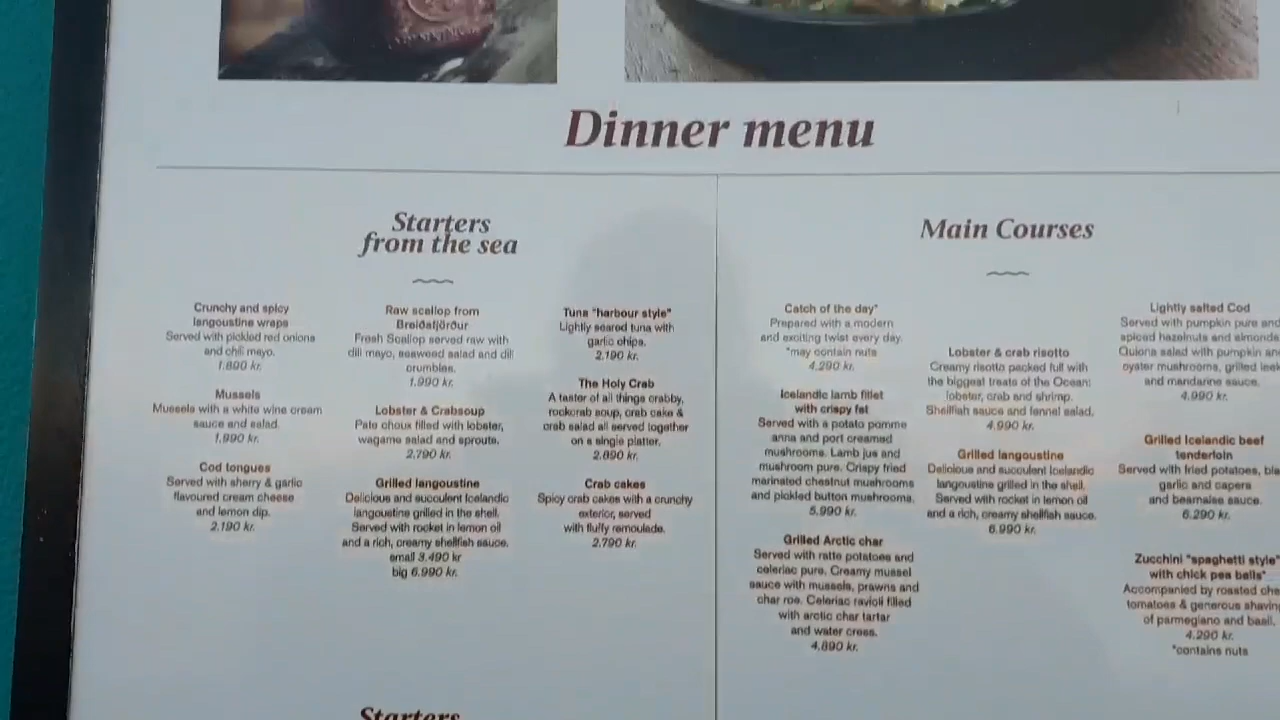 Dinner menu
Starters
from the sea
Crunchy and spicy
langoustine wraps
Served with pickled red onions
and chili mayo.
1.890 kr.
Mussels
Mussels with a white wine cream
sauce and salad.
1.990 kr.
Cod tongues
Served with sherry & garlic
flavoured cream cheese
and lemon dip.
2.190 kr.
Raw scallop from
Breiðafjörður
Fresh Scallop served raw with
dill mayo, seaweed salad and dill
crumbles.
1.990 kr.
Lobster & Crabsoup
Pate choux filled with lobster,
wagame salad and sprouts.
2.790 kr.
Grilled langoustine
Delicious and succulent Icelandic
langoustine grilled in the shell.
Served with rocket in lemon oil
and a rich, creamy shellfish sauce.
small 3.490 kr
big 6.990 kr.
Tuna "harbour style"
Lightly seared tuna with
garlic chips.
2.190 kr.
The Holy Crab
A taster of all things crabby,
rockcrab soup, crab cake &
crab salad all served together
on a single platter.
2.890 kr.
Crab cakes
Spicy crab cakes with a crunchy
exterior, served
with fluffy remoulade.
2.790 kr.
Main Courses
Catch of the day*
Prepared with a modern
and exciting twist every day.
*may contain nuts
4.290 kr.
Icelandic lamb fillet
with crispy fat
Served with a potato pomme
anna and port creamed
mushrooms. Lamb jus and
mushroom pure. Crispy fried
marinated chestnut mushrooms
and pickled button mushrooms.
5.990 kr.
Grilled Arctic char
Served with ratte potatoes and
celeriac pure. Creamy mussel
sauce with mussels, prawns and
char roe. Celeriac ravioli filled
with arctic char tartar
and water cress.
4.890 kr.
Lobster & crab risotto
Creamy risotto packed full with
the biggest treats of the Ocean:
lobster, crab and shrimp.
Shellfish sauce and fennel salad.
4.990 kr.
Grilled langoustine
Delicious and succulent Icelandic
langoustine grilled in the shell.
Served with rocket in lemon oil
and a rich, creamy shellfish sauce.
6.990 kr.
Lightly salted Cod
Served with pumpkin pure and
spiced hazelnuts and almonds.
Quiona salad with pumpkin and
oyster mushrooms, grilled
and mandarine sauce.
4.990 kr.
Grilled Icelandic beef
tenderloin
Served with fried potatoes,
garlic and capers
and bearnaise sauce.
6.290 kr.
Zucchini "spaghetti style"
with chick pea balls*
Accompanied by roasted
tomatoes & generous
of parmegiano and basil.
4.290 kr.
*contains nuts
Starters